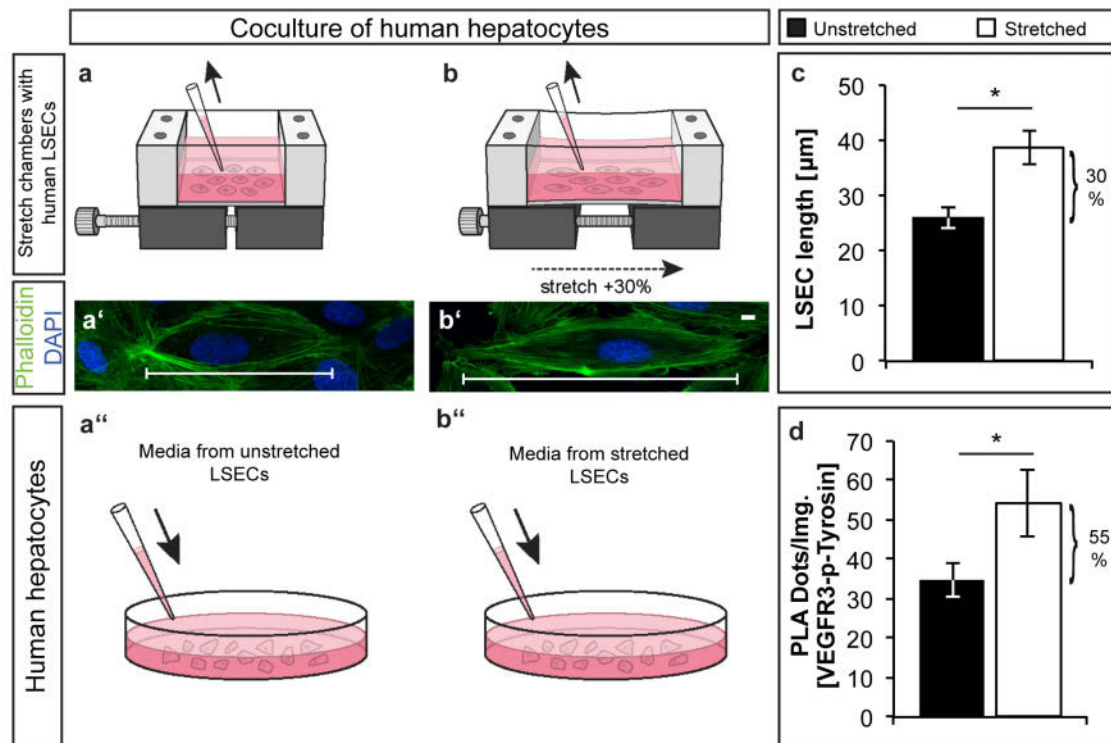 Coculture of human hepatocytes
Unstretched
Stretched
Stretch chambers with
human LSECs
a
b
stretch +30%
Phalloidin
DAPI
a‘
b‘
Human hepatocytes
a“
Media from unstretched
LSECs
b“
Media from stretched
LSECs
c
LSEC length [µm]
50
40
30
20
10
0
*
30
%
d
PLA Dots/Img.
[VEGFR3-p-Tyrosin]
70
60
50
40
30
20
10
0
*
55
%